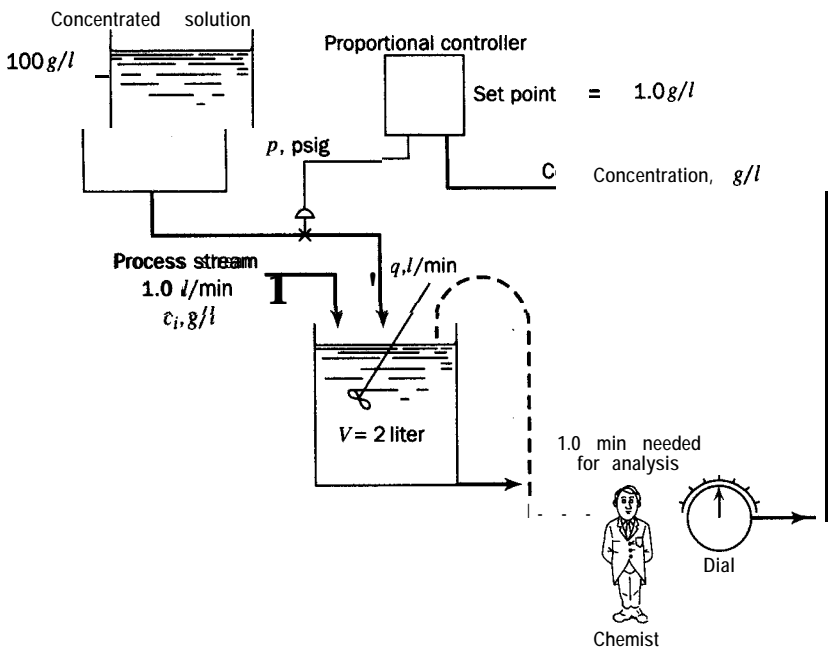 Concentrated solution
100 g/l
Proportional controller
Set point = 1.0 g/l
p, psig
C
Concentration, g/l
Process stream
1.0 l/min
c_i, g/l
1
q, l/min
V = 2 liter
1.0 min needed
for analysis
Dial
Chemist